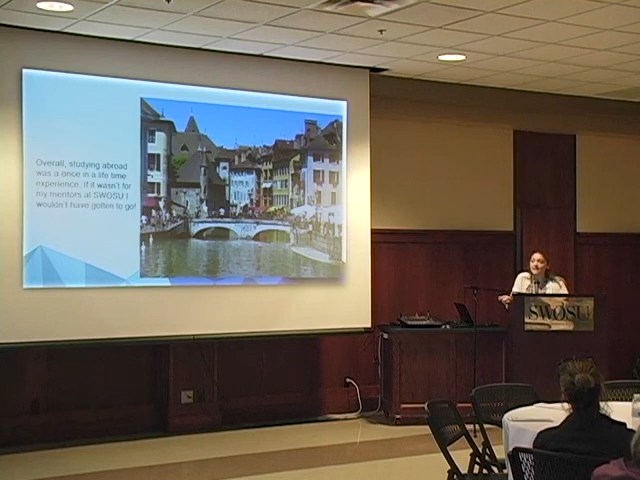 Overall, studying abroad
was a once in a life time
experience. If it wasn't for
my mentors at SWOSU I
wouldn't have gotten to go!
SWOSU